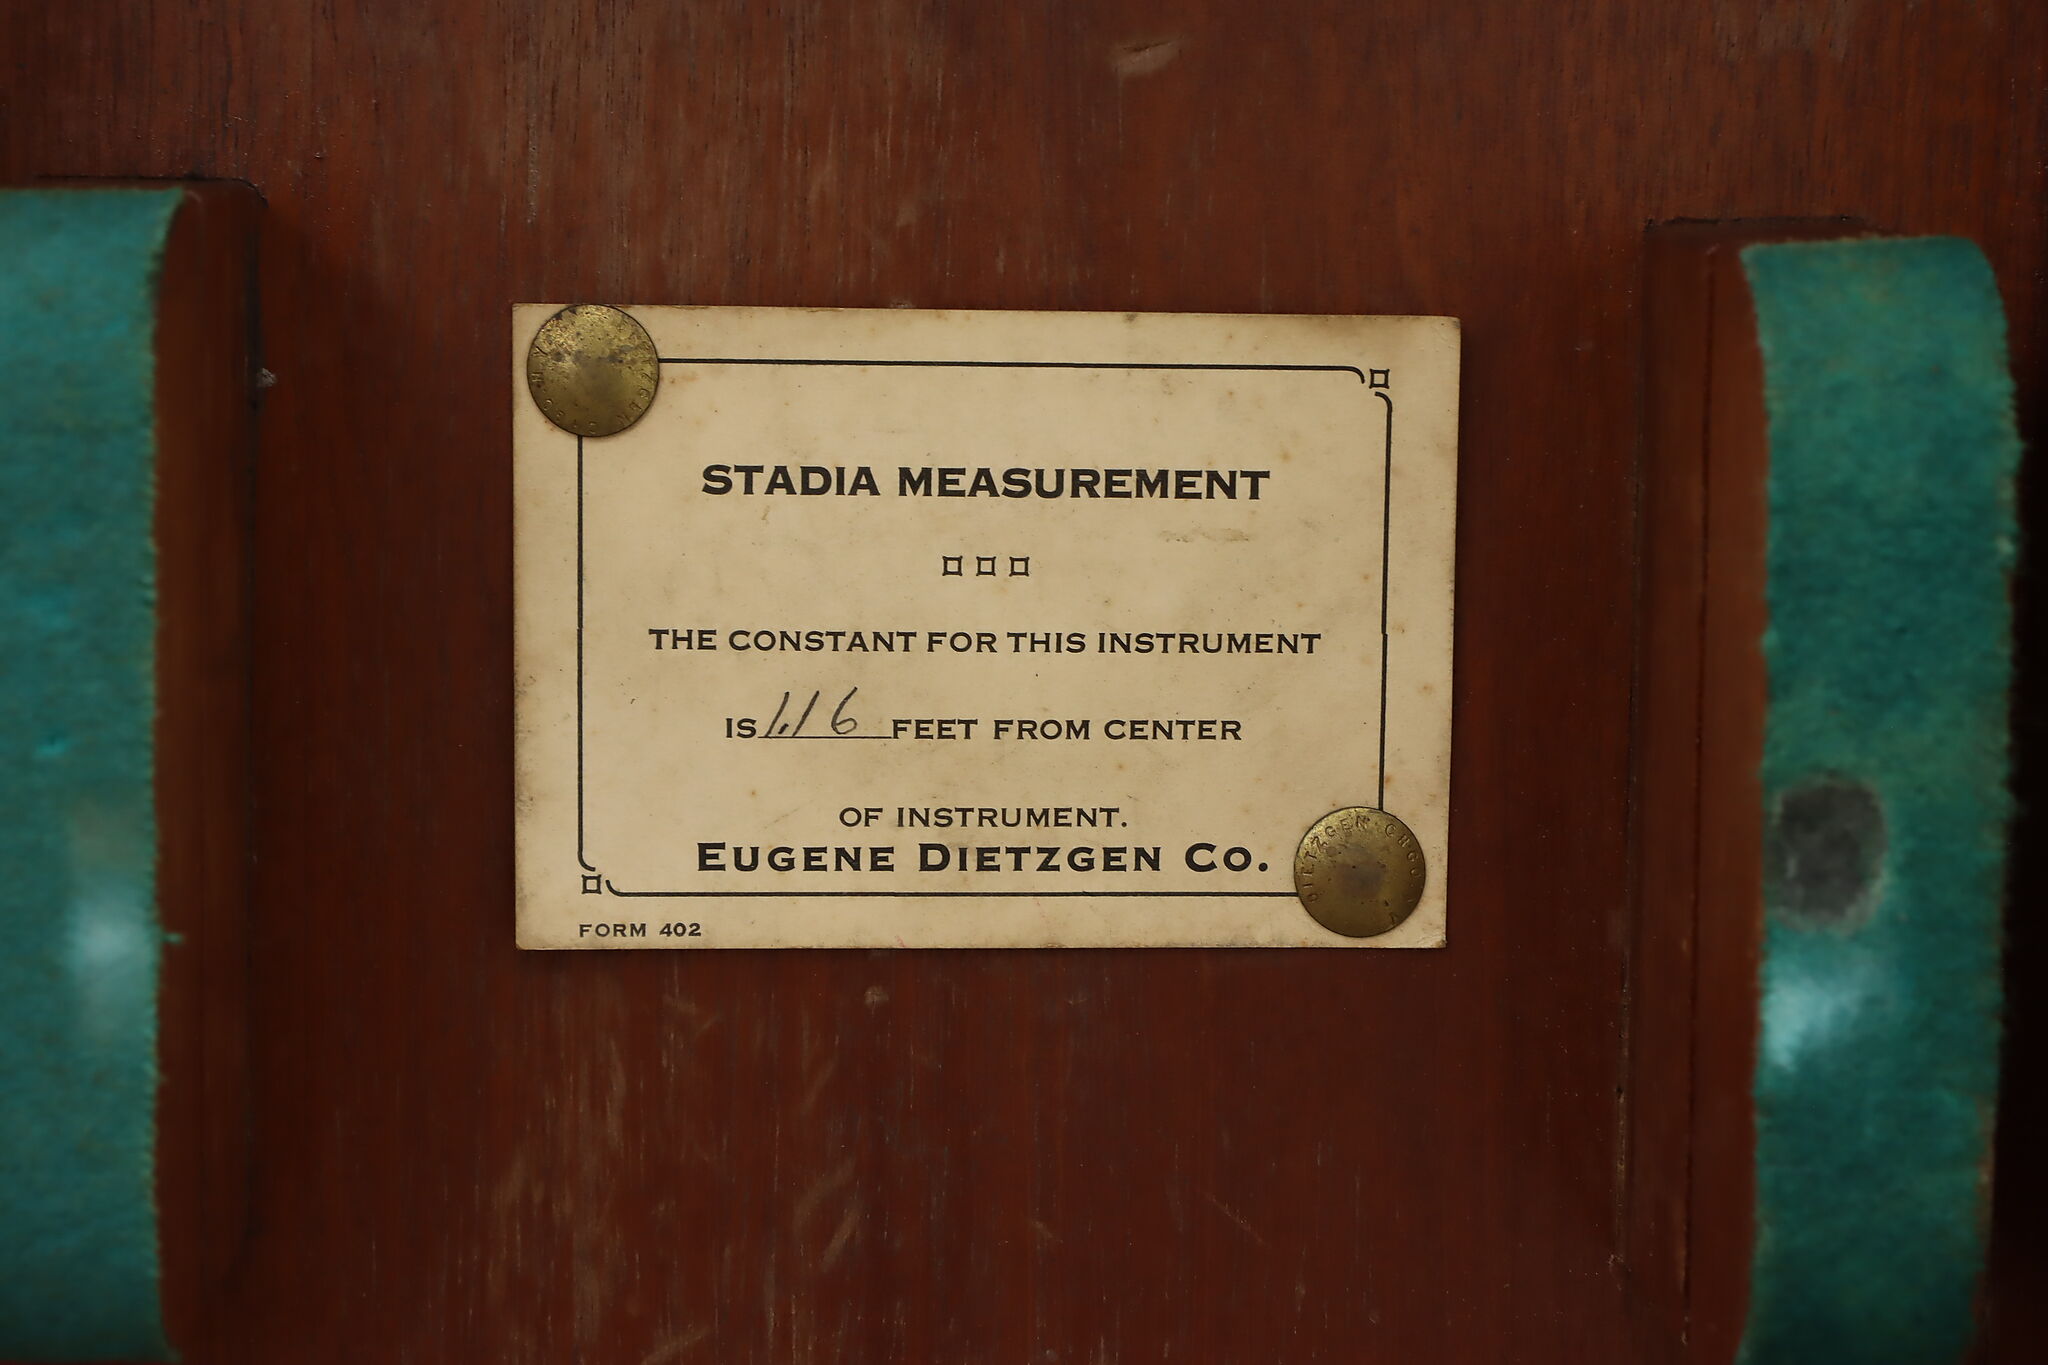 STADIA MEASUREMENT
THE CONSTANT FOR THIS INSTRUMENT
IS 1.16 FEET FROM CENTER
OF INSTRUMENT.
EUGENE DIETZGEN CO.
FORM 402
DIETZGEN